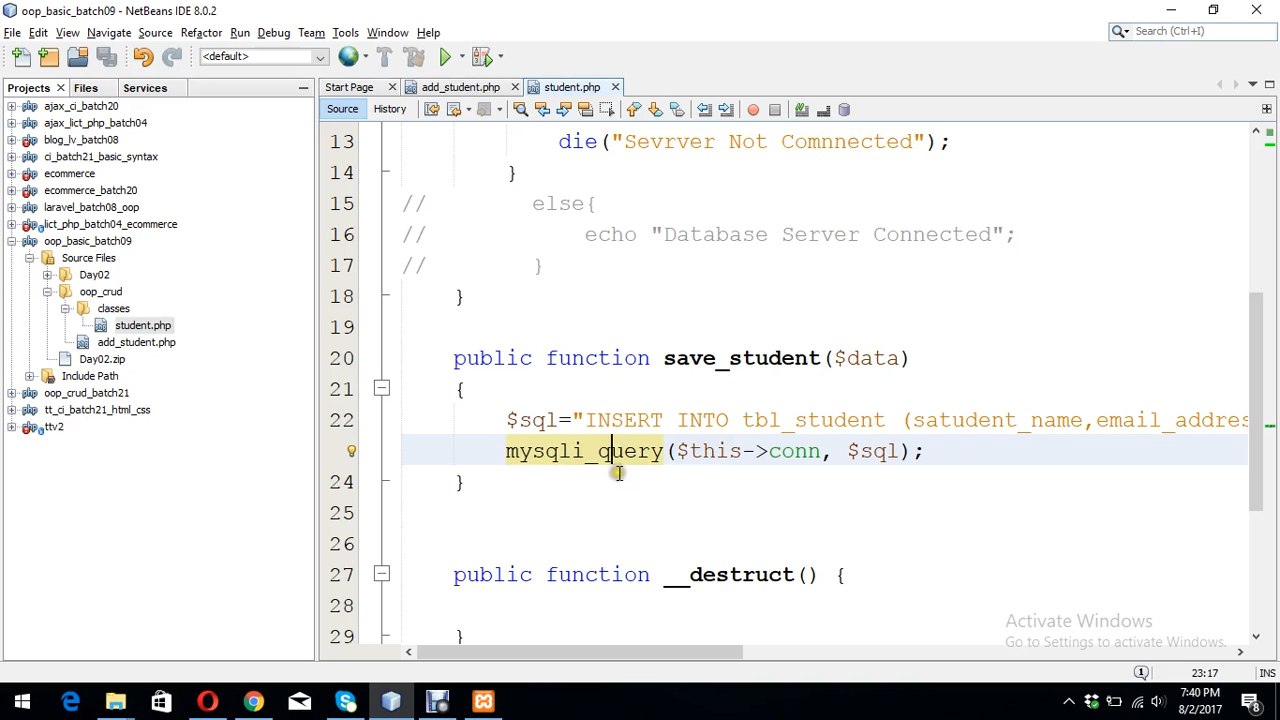 oop_basic_batch09 - NetBeans IDE 8.0.2
File Edit View Navigate Source Refactor Run Debug Team Tools Window Help
Search (Ctrl+I)
<default>
Projects Files Services
Start Page add_student.php student.php
Source History
ajax_ci_batch20
ajax_lict_php_batch04
blog_lv_batch08
ci_batch21_basic_syntax
ecommerce
ecommerce_batch20
laravel_batch08_oop
lict_php_batch04_ecommerce
oop_basic_batch09
Source Files
Day02
oop_crud
classes
student.php
add_student.php
Day02.zip
Include Path
oop_crud_batch21
tt_ci_batch21_html_css
ttv2
13 die("Sevrver Not Comnnected");
14 }
15 // else{
16 // echo "Database Server Connected";
17 // }
18 }
19
20 public function save_student($data)
21 {
22 $sql="INSERT INTO tbl_student (satudent_name,email_addres
mysqli_query($this->conn, $sql);
24 }
25
26
27 public function __destruct() {
28
29 }
Activate Windows
Go to Settings to activate Windows.
1 23:17 INS
7:40 PM
8/2/2017
8